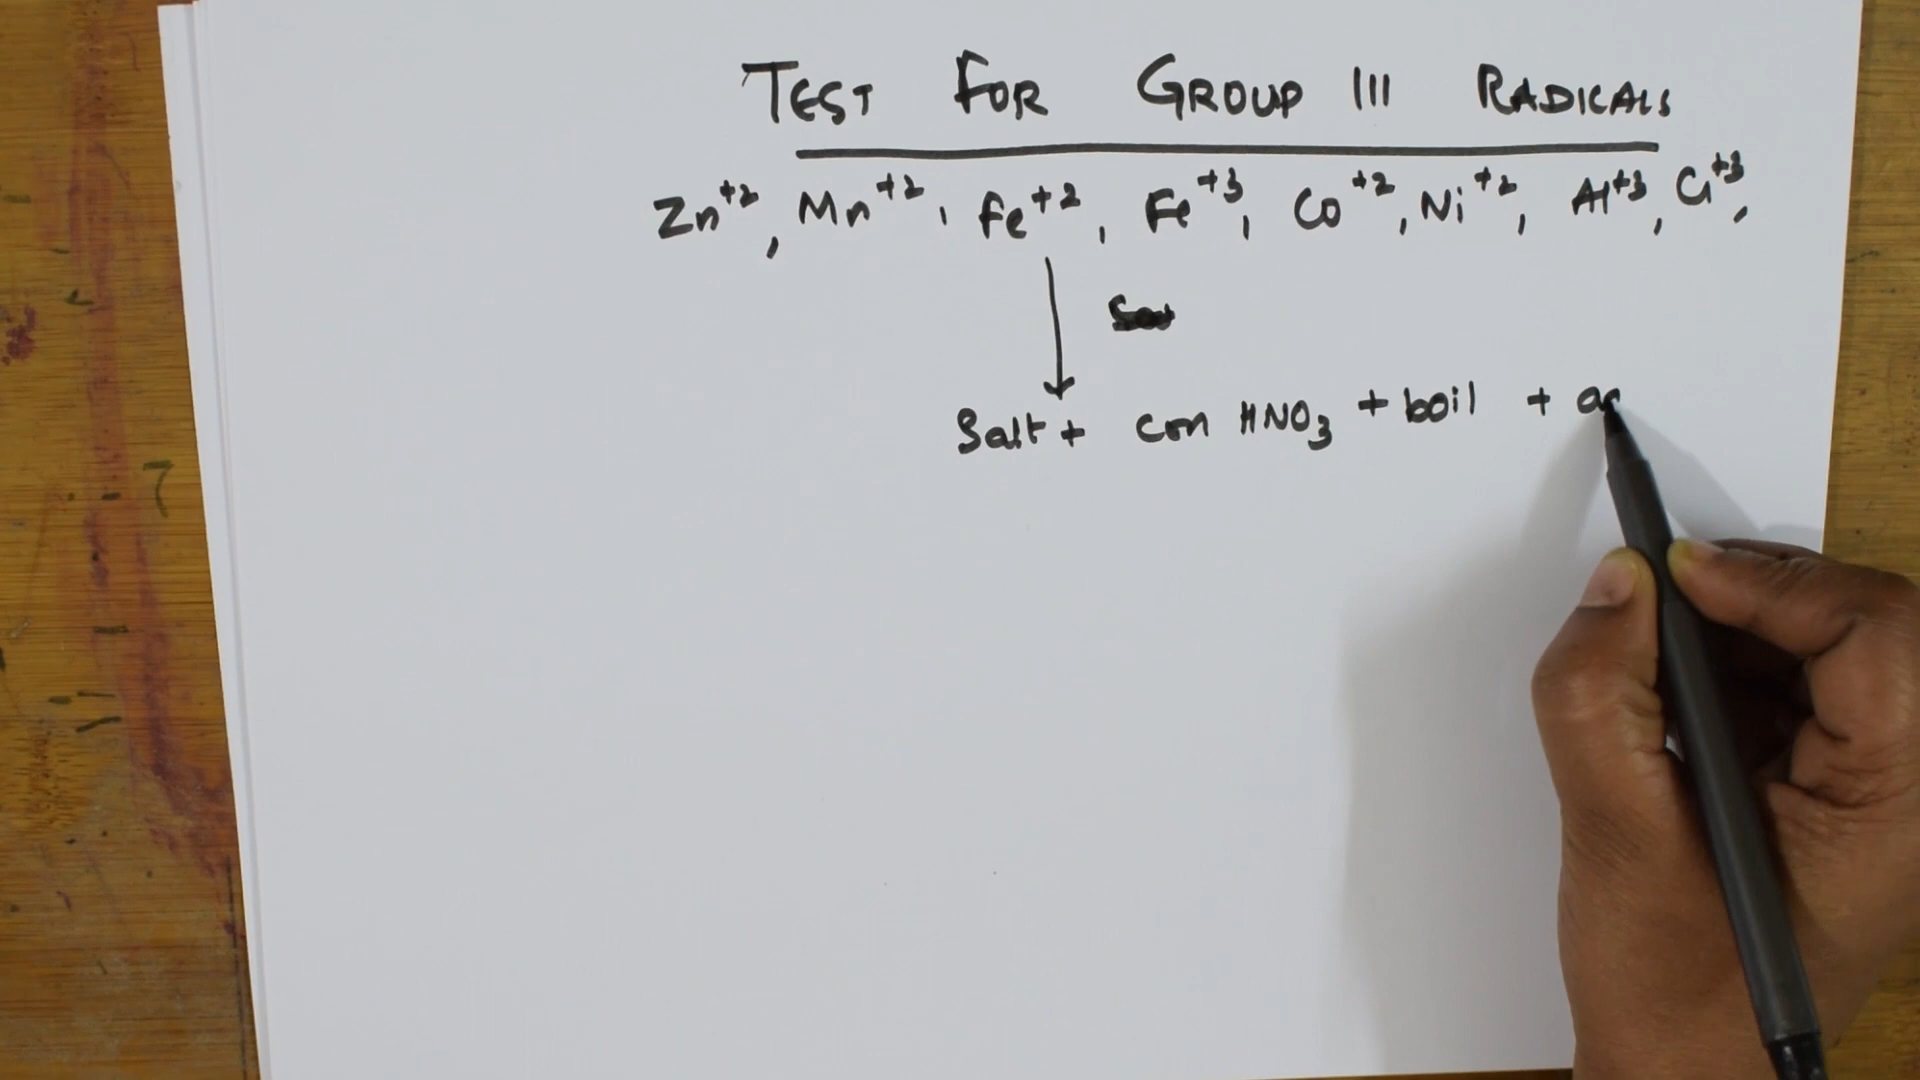 TEST FOR GROUP III RADICALS
Zn+2, Mn+2, Fe+2, Fe+3, Co+2, Ni+2, Al+3, Cr+3,
Salt + con HNO3 + boil + a